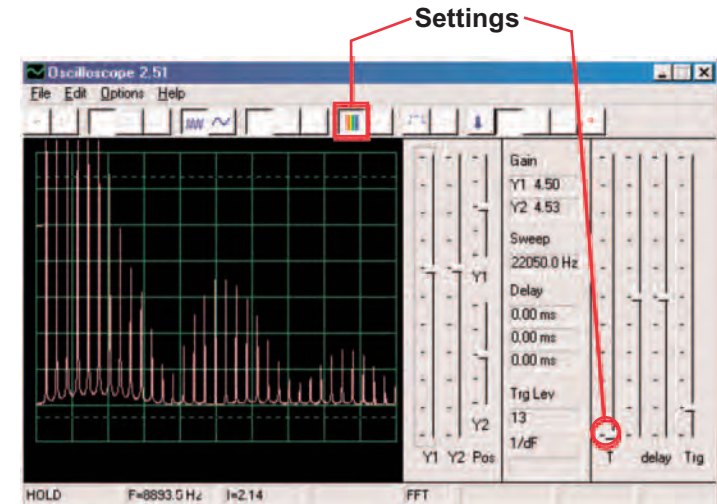 Settings
Oscilloscope 2.51
File Edit Options Help
Gain
Y1 4.50
Y2 4.53
Sweep
22050.0 Hz
Y1
Delay
0.00 ms
0.00 ms
0.00 ms
Trg Lev
13
Y2
1/dF
Y1 Y2 Pos
T delay Trg
HOLD F=8893.5 Hz I=2.14 FFT